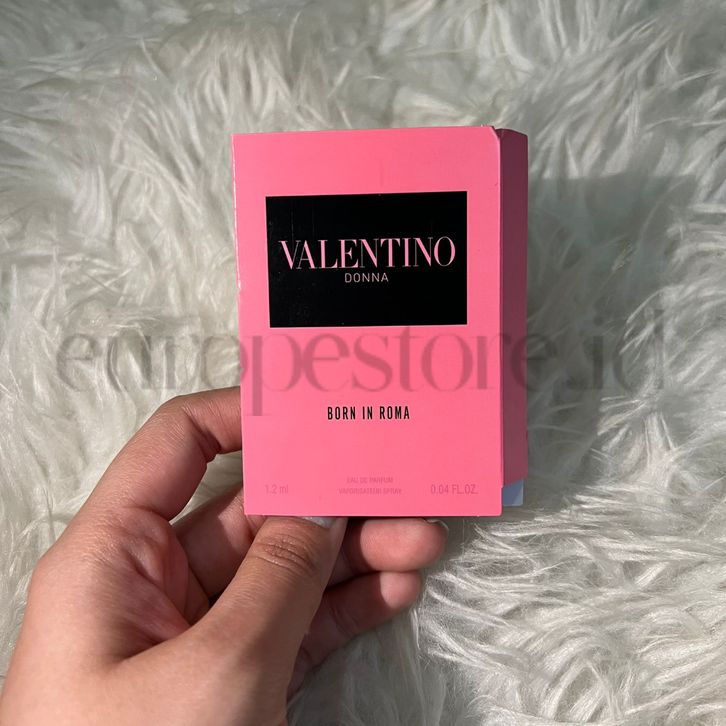 VALENTINO
DONNA
europestore.id
BORN IN ROMA
EAU DE PARFUM
1.2 ml VAPORISATEUR SPRAY 0.04 FL.OZ.